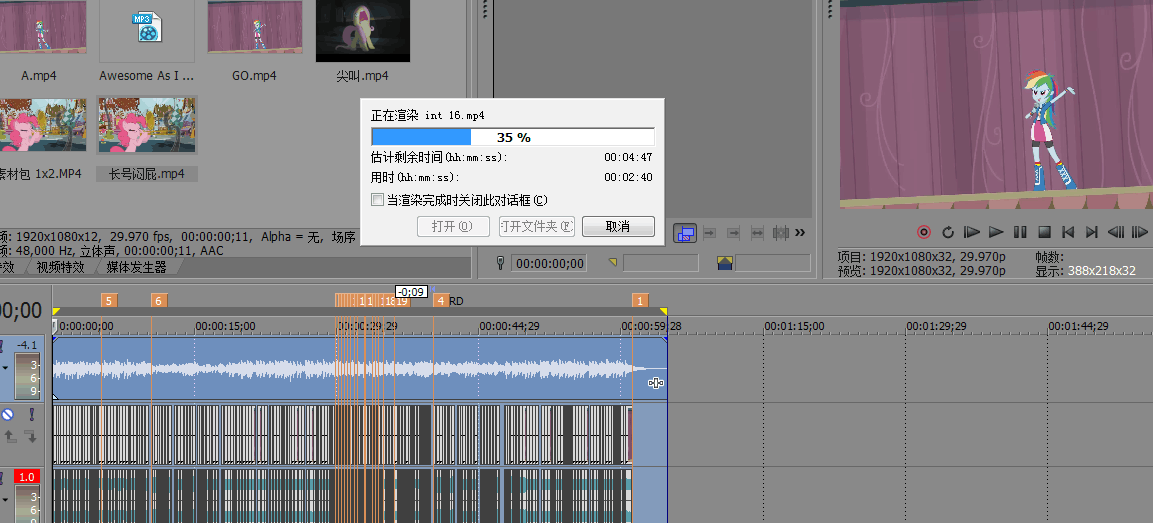 MP3
A.mp4
Awesome As I ...
GO.mp4
尖叫.mp4
素材包 1x2.MP4
长号闷屁.mp4
正在渲染 int 16.mp4
35 %
估计剩余时间(hh:mm:ss): 00:04:47
用时(hh:mm:ss): 00:02:40
当渲染完成时关闭此对话框(C)
打开(O) 打开文件夹(F) 取消
频: 1920x1080x12, 29.970 fps, 00:00:00;11, Alpha = 无, 场序
频: 48,000 Hz, 立体声, 00:00:00;11, AAC
特效 视频特效 媒体发生器
00:00:00;00
项目: 1920x1080x32, 29.970p
帧数:
预览: 1920x1080x32, 29.970p
显示: 388x218x32
00;00
5 6 -0;09 4 RD 1
00:00:00;00 00:00:15;00 00:00:29;29 00:00:44;29 00:00:59;28 00:01:15;00 00:01:29;29 00:01:44;29
-4.1
3
6
9
1.0
3
6